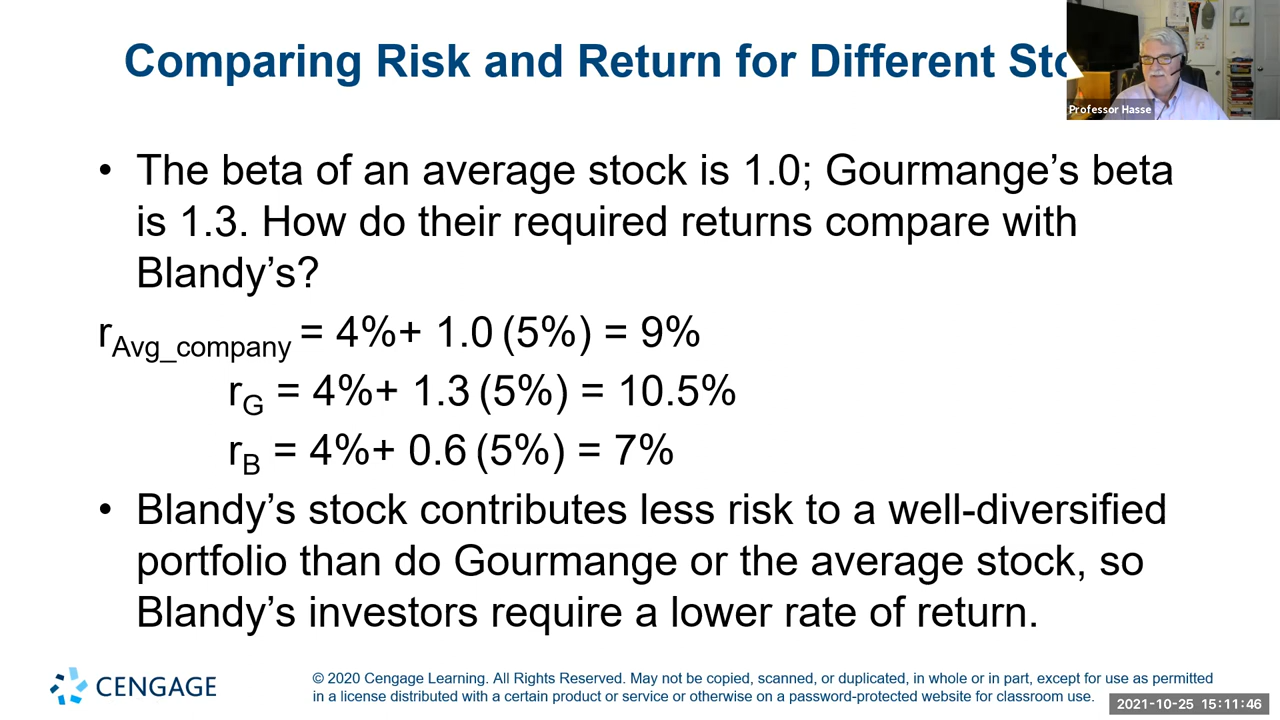 Comparing Risk and Return for Different Sto
Professor Hasse
• The beta of an average stock is 1.0; Gourmange’s beta
is 1.3. How do their required returns compare with
Blandy’s?
rAvg_company = 4%+ 1.0 (5%) = 9%
rG = 4%+ 1.3 (5%) = 10.5%
rB = 4%+ 0.6 (5%) = 7%
• Blandy’s stock contributes less risk to a well-diversified
portfolio than do Gourmange or the average stock, so
Blandy’s investors require a lower rate of return.
CENGAGE
© 2020 Cengage Learning. All Rights Reserved. May not be copied, scanned, or duplicated, in whole or in part, except for use as permitted
in a license distributed with a certain product or service or otherwise on a password-protected website for classroom use.
2021-10-25 15:11:46